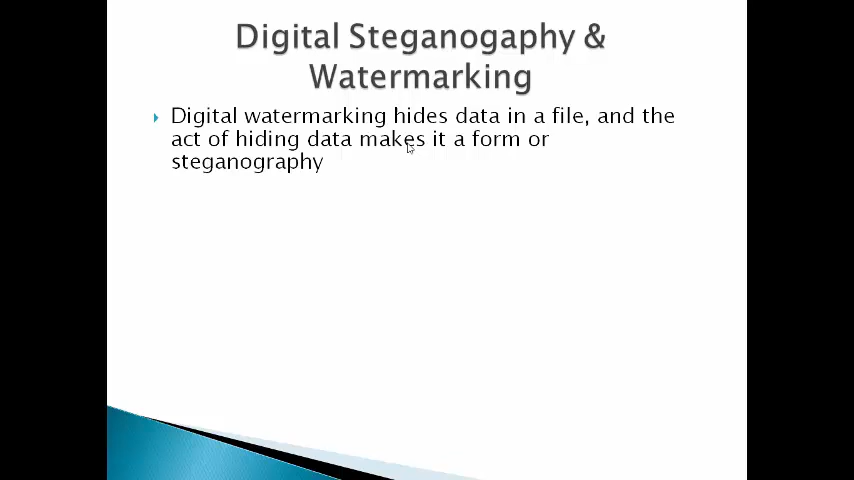 Digital Steganogaphy &
Watermarking
Digital watermarking hides data in a file, and the
act of hiding data makes it a form or
steganography